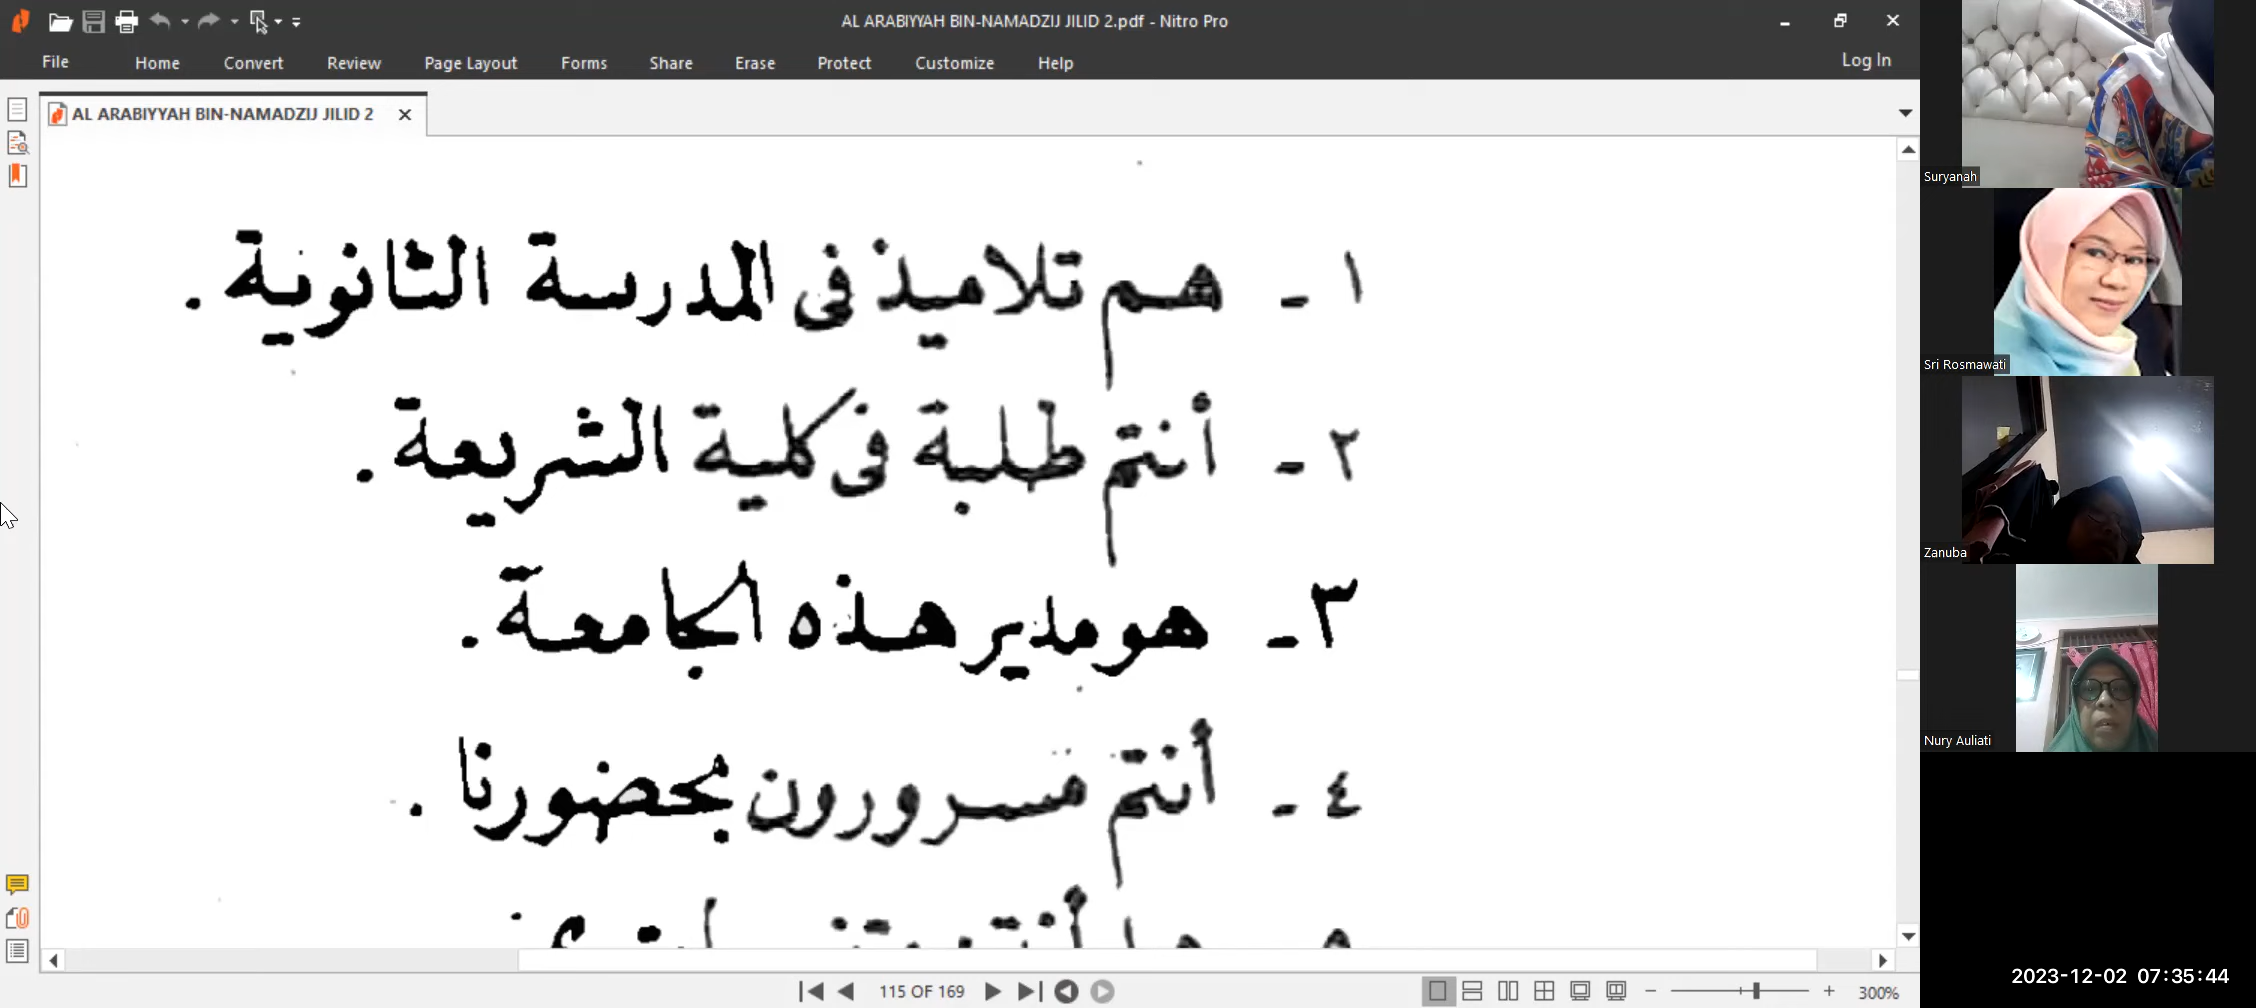 AL ARABIYYAH BIN-NAMADZIJ JILID 2.pdf - Nitro Pro
File Home Convert Review Page Layout Forms Share Erase Protect Customize Help Log In
AL ARABIYYAH BIN-NAMADZIJ JILID 2
١ - هم تلاميذ فى المدرسة الثانوية .
٢ - أنتم طلبة فى كلية الشريعة .
٣ - هو مدير هذه الجامعة .
٤ - أنتم مسرورون بحضورنا .
115 OF 169
300%
Suryanah
Sri Rosmawati
Zanuba
Nury Auliati
2023-12-02 07:35:44